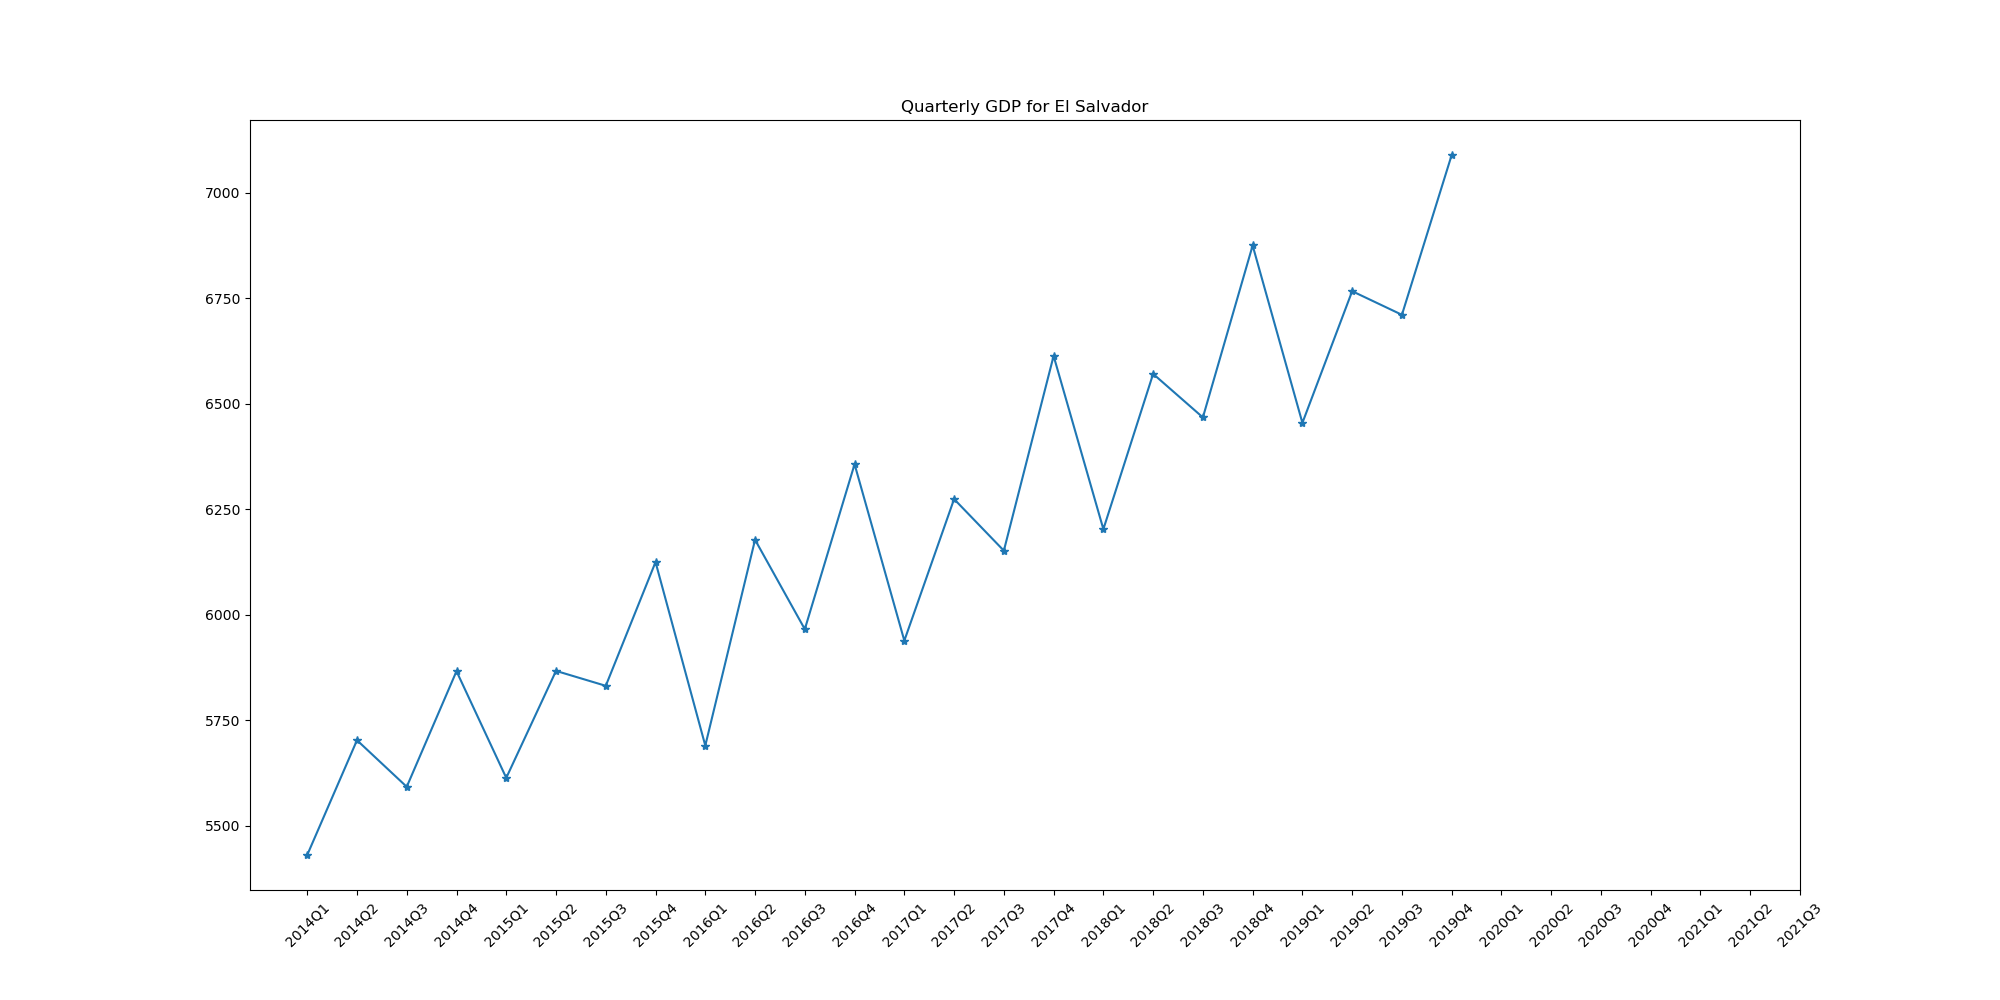 Quarterly GDP for El Salvador
7000
6750
6500
6250
6000
5750
5500
2014Q1
2014Q2
2014Q3
2014Q4
2015Q1
2015Q2
2015Q3
2015Q4
2016Q1
2016Q2
2016Q3
2016Q4
2017Q1
2017Q2
2017Q3
2017Q4
2018Q1
2018Q2
2018Q3
2018Q4
2019Q1
2019Q2
2019Q3
2019Q4
2020Q1
2020Q2
2020Q3
2020Q4
2021Q1
2021Q2
2021Q3